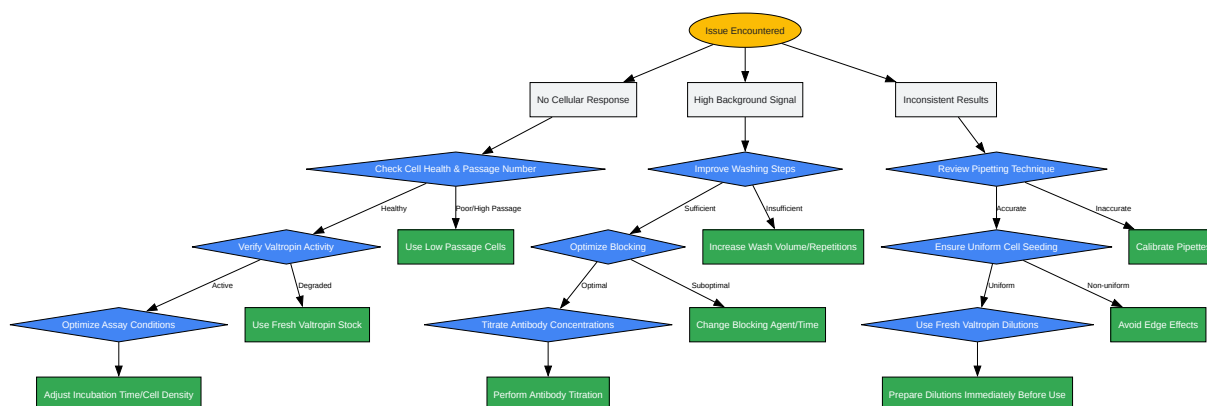 Issue Encountered
No Cellular Response
High Background Signal
Inconsistent Results
Check Cell Health & Passage Number
Improve Washing Steps
Review Pipetting Technique
Healthy
Poor/High Passage
Sufficient
Insufficient
Accurate
Inaccurate
Verify Valtropin Activity
Use Low Passage Cells
Optimize Blocking
Increase Wash Volume/Repetitions
Ensure Uniform Cell Seeding
Calibrate Pipettes
Active
Degraded
Optimal
Suboptimal
Uniform
Non-uniform
Optimize Assay Conditions
Use Fresh Valtropin Stock
Titrate Antibody Concentrations
Change Blocking Agent/Time
Use Fresh Valtropin Dilutions
Avoid Edge Effects
Adjust Incubation Time/Cell Density
Perform Antibody Titration
Prepare Dilutions Immediately Before Use